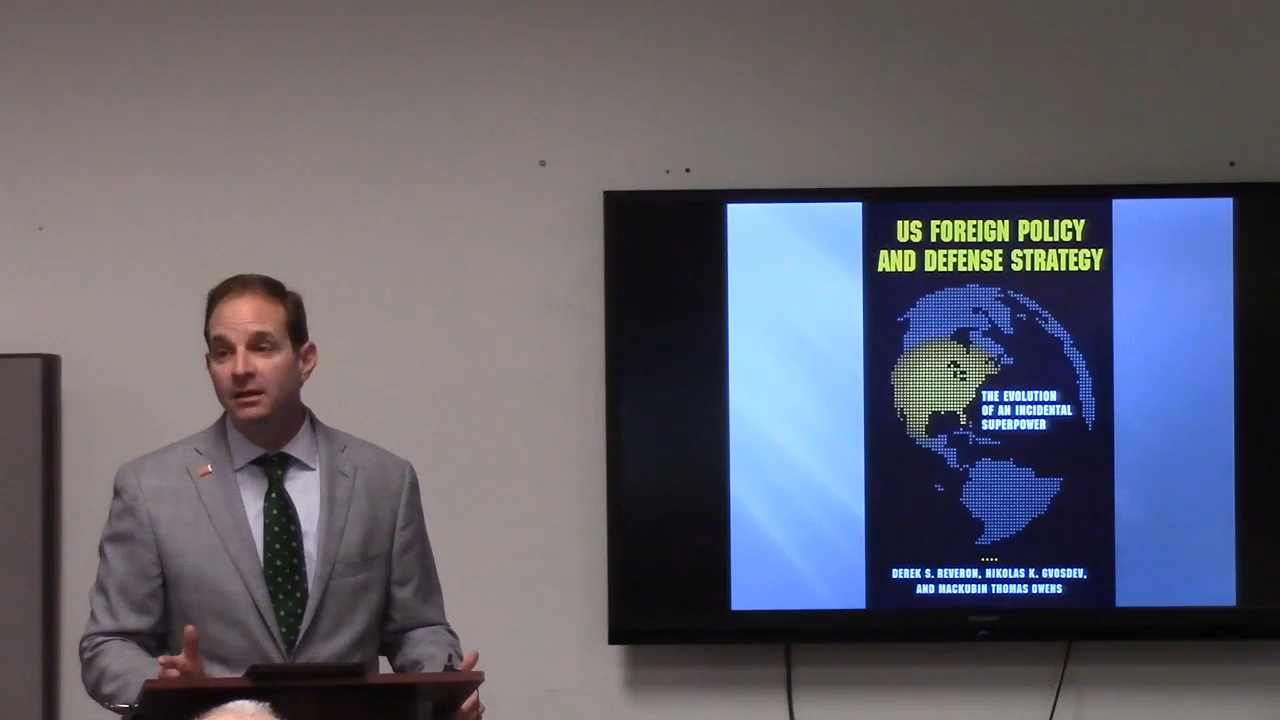 US FOREIGN POLICY
AND DEFENSE STRATEGY
THE EVOLUTION
OF AN INCIDENTAL
SUPERPOWER
DEREK S. REVERON, NIKOLAS K. GVOSDEV,
AND MACKUBIN THOMAS OWENS